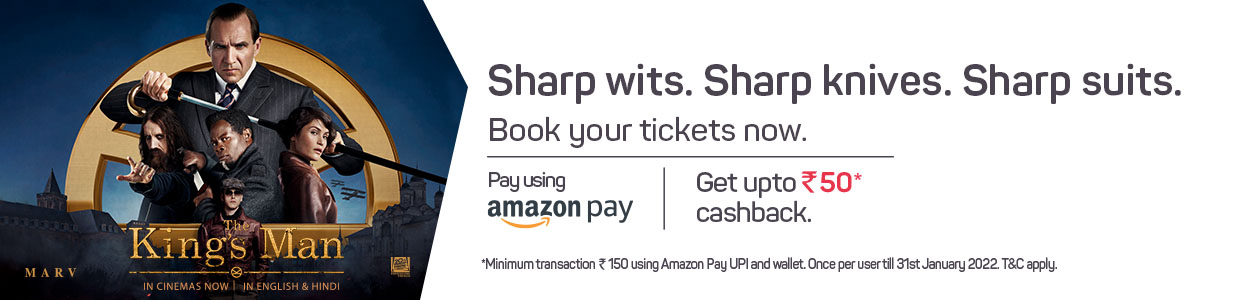 The
King's Man
MARV
IN CINEMAS NOW | IN ENGLISH & HINDI
Sharp wits. Sharp knives. Sharp suits.
Book your tickets now.
Pay using
amazon pay
Get upto ₹50*
cashback.
*Minimum transaction ₹ 150 using Amazon Pay UPI and wallet. Once per user till 31st January 2022. T&C apply.